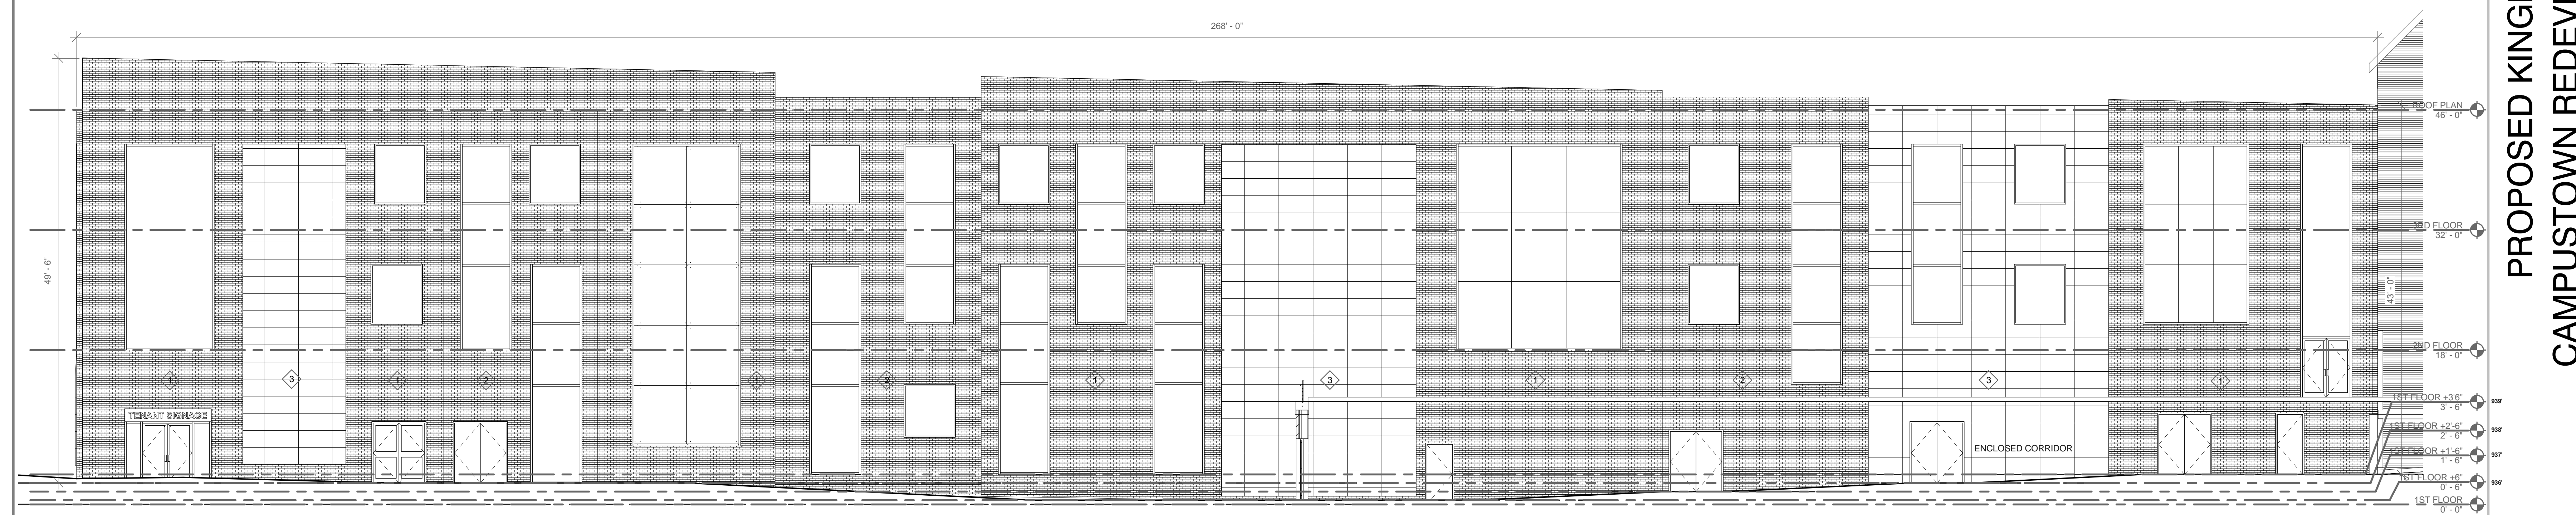 268' - 0"
49' - 6"
ROOF PLAN
46' - 0"
3RD FLOOR
32' - 0"
43' - 0"
2ND FLOOR
18' - 0"
1
3
1
2
1
2
1
3
1
2
3
1
TENANT SIGNAGE
ENCLOSED CORRIDOR
1ST FLOOR +3'6"
3' - 6"
939'
1ST FLOOR +2'-6"
2' - 6"
938'
1ST FLOOR +1'-6"
1' - 6"
937'
1ST FLOOR +6"
0' - 6"
936'
1ST FLOOR
0' - 0"
PROPOSED